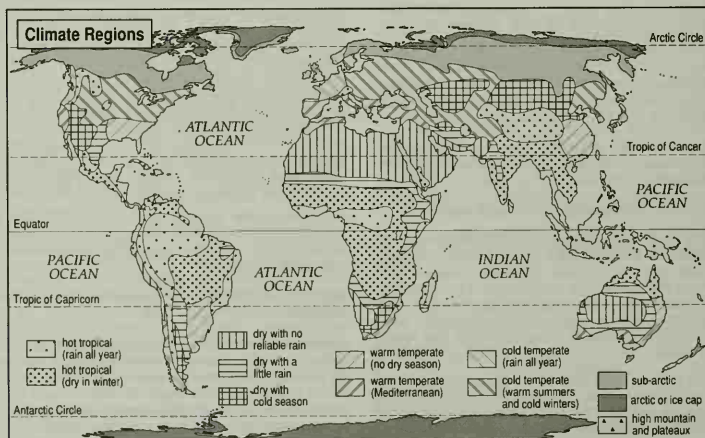 Climate Regions
Arctic Circle
ATLANTIC
OCEAN
Tropic of Cancer
PACIFIC
OCEAN
Equator
PACIFIC
OCEAN
ATLANTIC
OCEAN
INDIAN
OCEAN
Tropic of Capricorn
hot tropical
(rain all year)
hot tropical
(dry in winter)
dry with no
reliable rain
dry with a
little rain
dry with
cold season
warm temperate
(no dry season)
warm temperate
(Mediterranean)
cold temperate
(rain all year)
cold temperate
(warm summers
and cold winters)
sub-arctic
arctic or ice cap
high mountain
and plateaux
Antarctic Circle